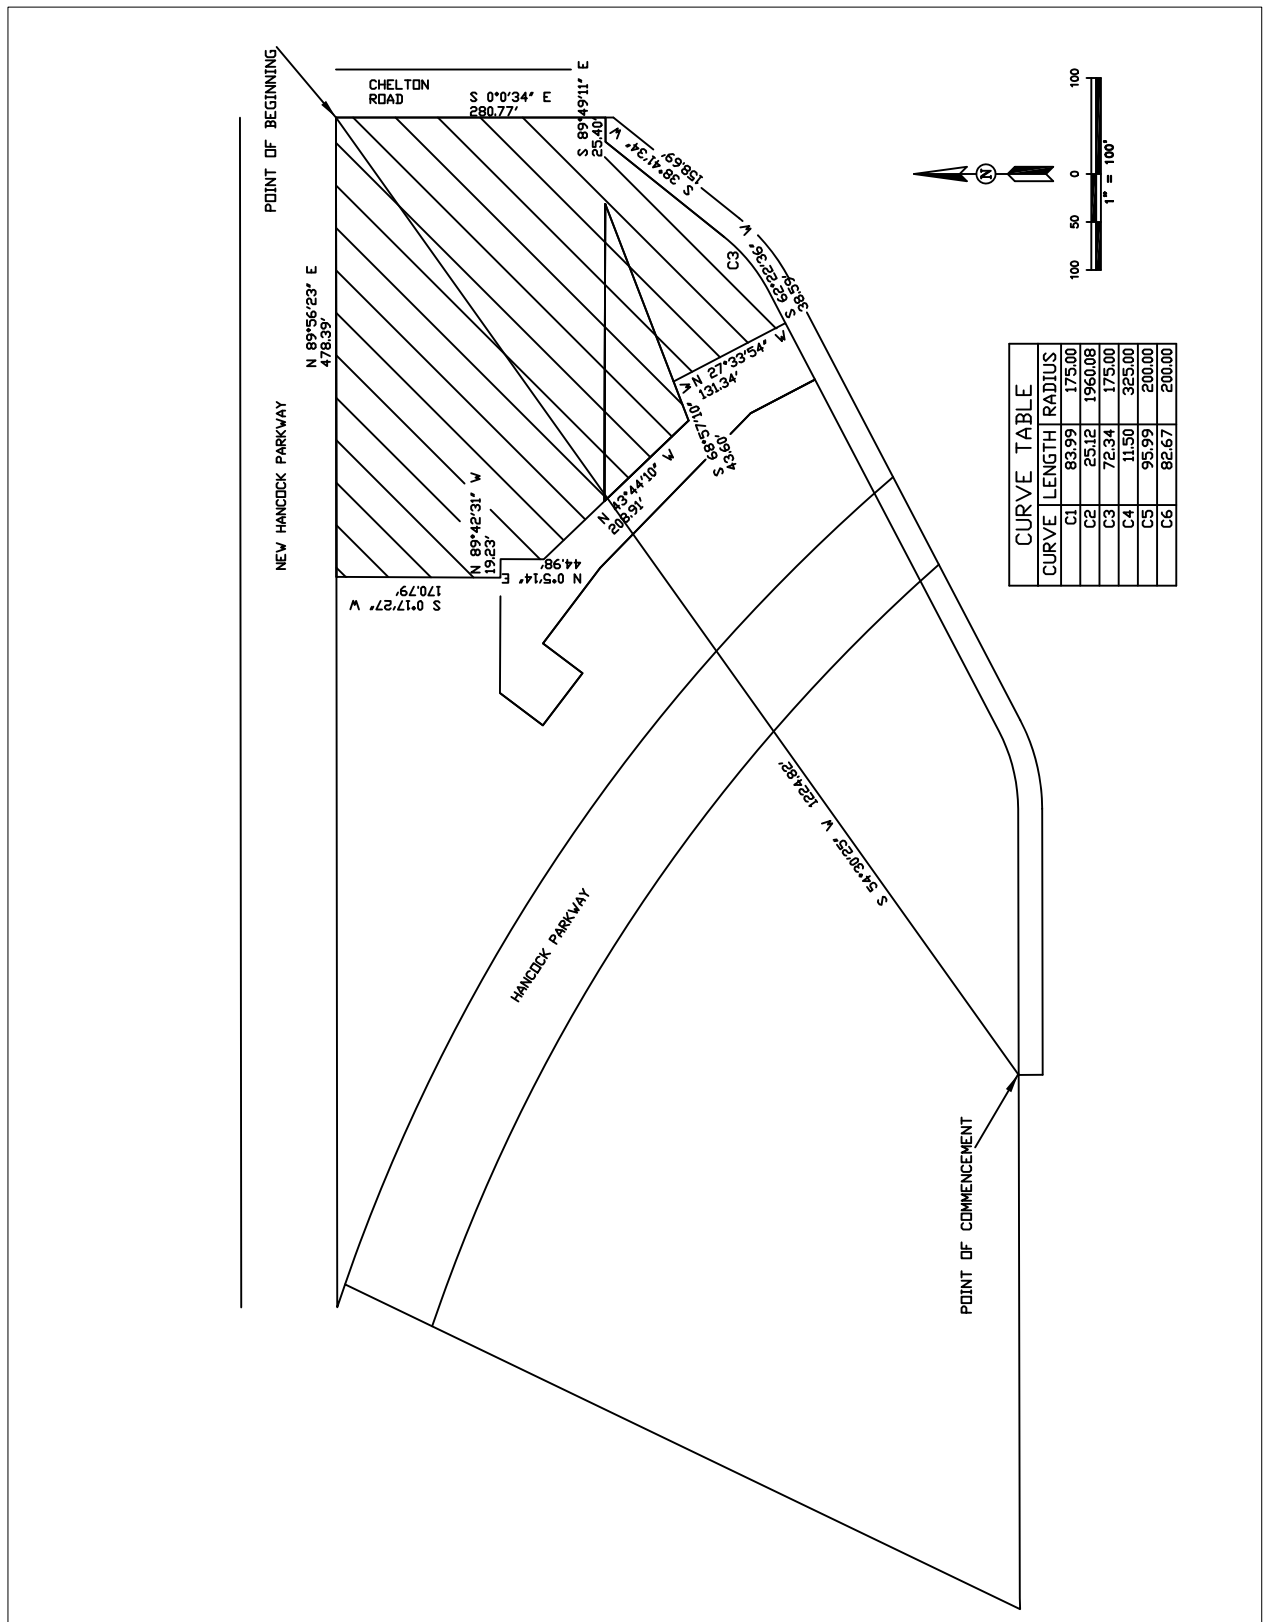 POINT OF BEGINNING
CHELTON
ROAD
S 0°0'34" E
280.77'
S 89°49'11" E
25.40'
S 38°41'34" W
158.69'
N 89°56'23" E
478.39'
NEW HANCOCK PARKWAY
C3
S 62°22'36" W
38.59'
N 27°33'54" W
131.34'
S 68°57'10" W
43.60'
N 43°44'10" W
208.91'
N 0°5'14" E
44.98'
N 89°42'31" W
19.23'
S 0°17'27" W
170.79'
S 54°30'25" W 1224.82'
HANCOCK PARKWAY
POINT OF COMMENCEMENT
N
100 50 0 100
1" = 100'
CURVE TABLE
CURVE LENGTH RADIUS
C1 83.99 175.00
C2 25.12 1960.08
C3 72.34 175.00
C4 11.50 325.00
C5 95.99 200.00
C6 82.67 200.00